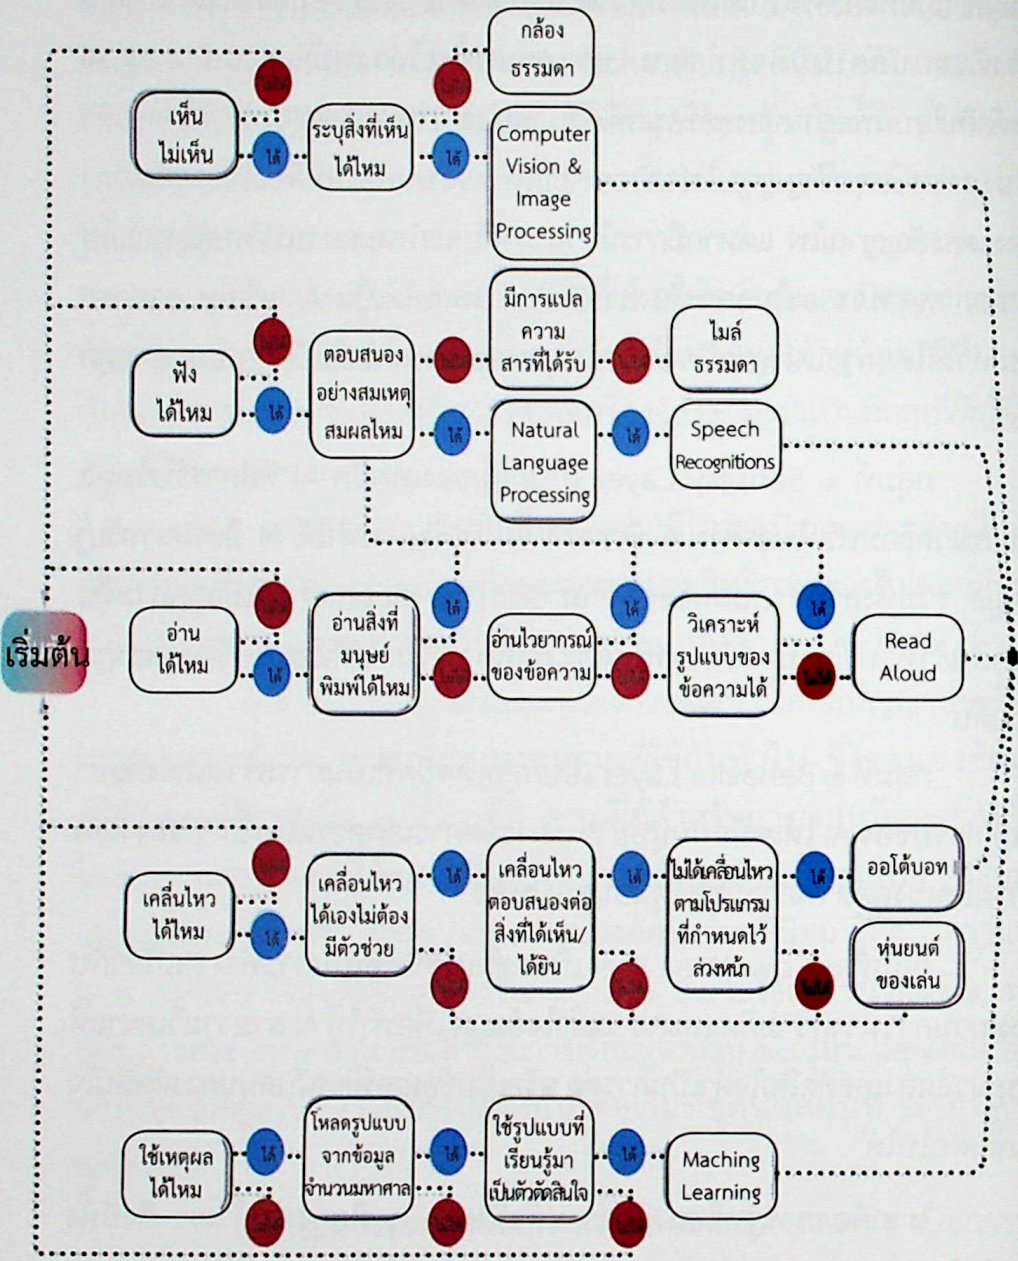 กล้อง
ธรรมดา
เห็น
ไม่เห็น
ได้
ระบุสิ่งที่เห็น
ได้ไหม
ได้
Computer
Vision &
Image
Processing
ฟัง
ได้ไหม
ได้
ตอบสนอง
อย่างสมเหตุ
สมผลไหม
ได้
มีการแปล
ความ
สารที่ได้รับ
ไมล์
ธรรมดา
Natural
Language
Processing
ได้
Speech
Recognitions
เริ่มต้น
อ่าน
ได้ไหม
ได้
อ่านสิ่งที่
มนุษย์
พิมพ์ได้ไหม
ได้
อ่านไวยากรณ์
ของข้อความ
ได้
วิเคราะห์
รูปแบบของ
ข้อความได้
ได้
Read
Aloud
เคลื่นไหว
ได้ไหม
ได้
เคลื่อนไหว
ได้เองไม่ต้อง
มีตัวช่วย
ได้
เคลื่อนไหว
ตอบสนองต่อ
สิ่งที่ได้เห็น/
ได้ยิน
ได้
ไม่ได้เคลื่อนไหว
ตามโปรแกรม
ที่กำหนดไว้
ล่วงหน้า
ได้
ออโต้บอท
หุ่นยนต์
ของเล่น
ใช้เหตุผล
ได้ไหม
ได้
โหลดรูปแบบ
จากข้อมูล
จำนวนมหาศาล
ได้
ใช้รูปแบบที่
เรียนรู้มา
เป็นตัวตัดสินใจ
ได้
Maching
Learning